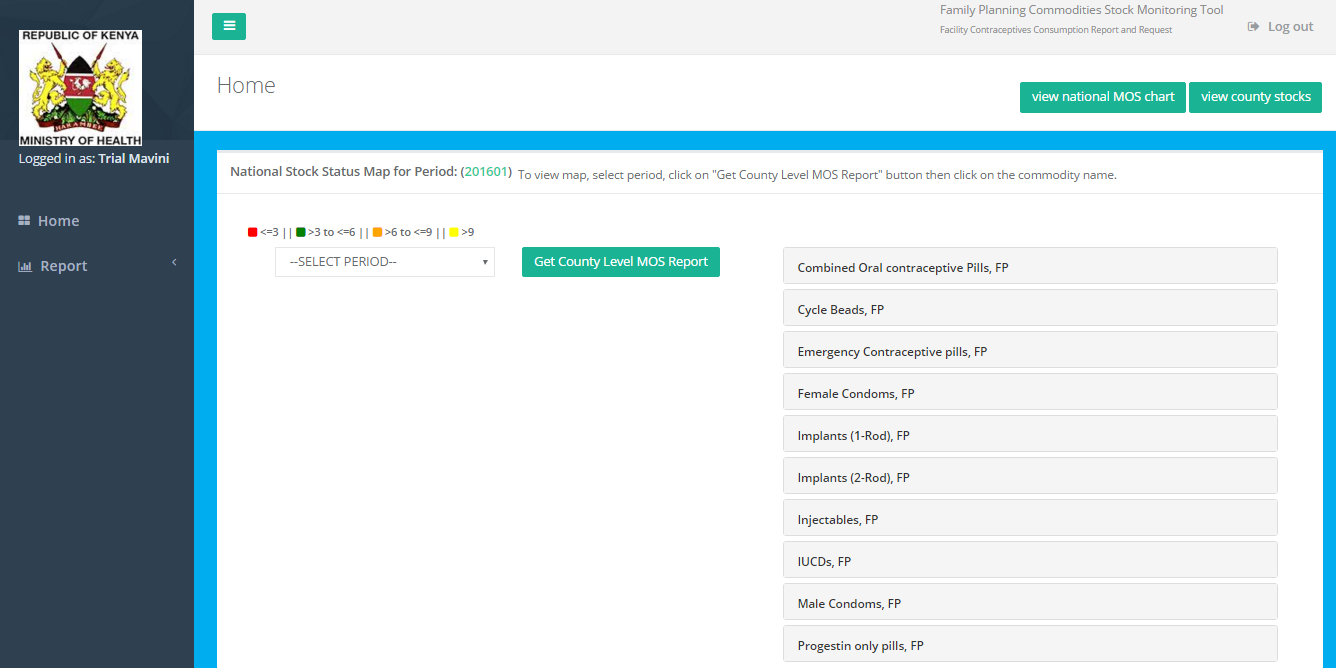 REPUBLIC OF KENYA
HARAMBEE
MINISTRY OF HEALTH
Logged in as: Trial Mavini
Home
Report
Family Planning Commodities Stock Monitoring Tool
Facility Contraceptives Consumption Report and Request
Log out
Home
view national MOS chart
view county stocks
National Stock Status Map for Period: (201601) To view map, select period, click on "Get County Level MOS Report" button then click on the commodity name.
<=3 || >3 to <=6 || >6 to <=9 || >9
--SELECT PERIOD--
Get County Level MOS Report
Combined Oral contraceptive Pills, FP
Cycle Beads, FP
Emergency Contraceptive pills, FP
Female Condoms, FP
Implants (1-Rod), FP
Implants (2-Rod), FP
Injectables, FP
IUCDs, FP
Male Condoms, FP
Progestin only pills, FP